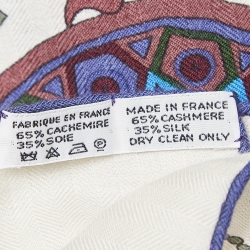 FABRIQUE EN FRANCE
65% CACHEMIRE
35% SOIE
MADE IN FRANCE
65% CASHMERE
35% SILK
DRY CLEAN ONLY